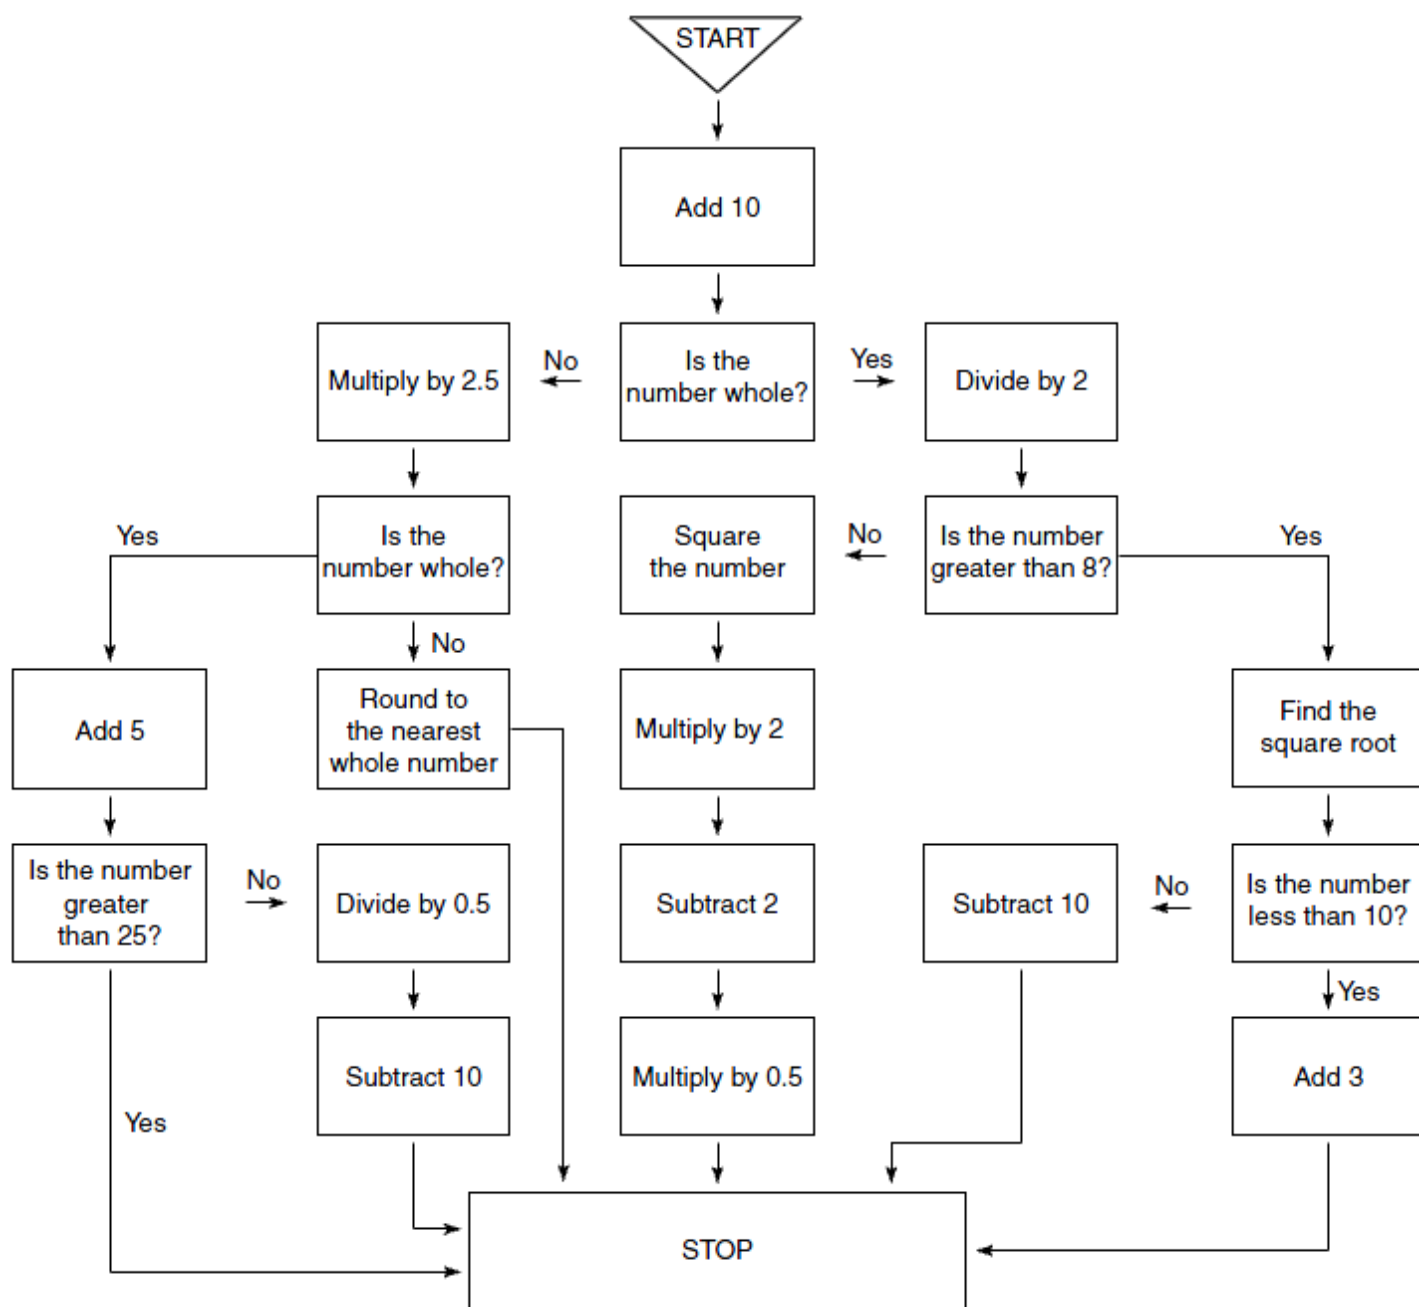 START
Add 10
No
Yes
Multiply by 2.5
Is the
number whole?
Divide by 2
Yes
Is the
number whole?
Square
the number
No
Is the number
greater than 8?
Yes
No
Add 5
Round to
the nearest
whole number
Multiply by 2
Find the
square root
Is the number
greater
than 25?
No
Divide by 0.5
Subtract 2
Subtract 10
No
Is the number
less than 10?
Yes
Yes
Subtract 10
Multiply by 0.5
Add 3
STOP